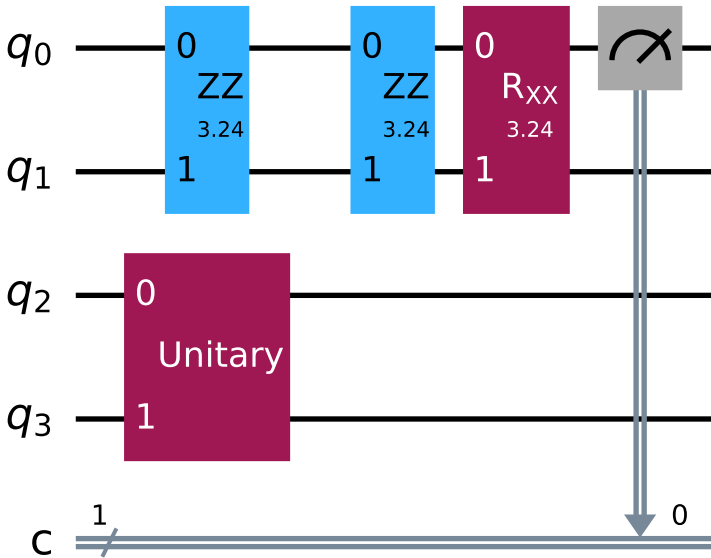 q0 0 0 0
ZZ ZZ RXX
3.24 3.24 3.24
q1 1 1 1
q2 0
Unitary
q3 1
1 0
c